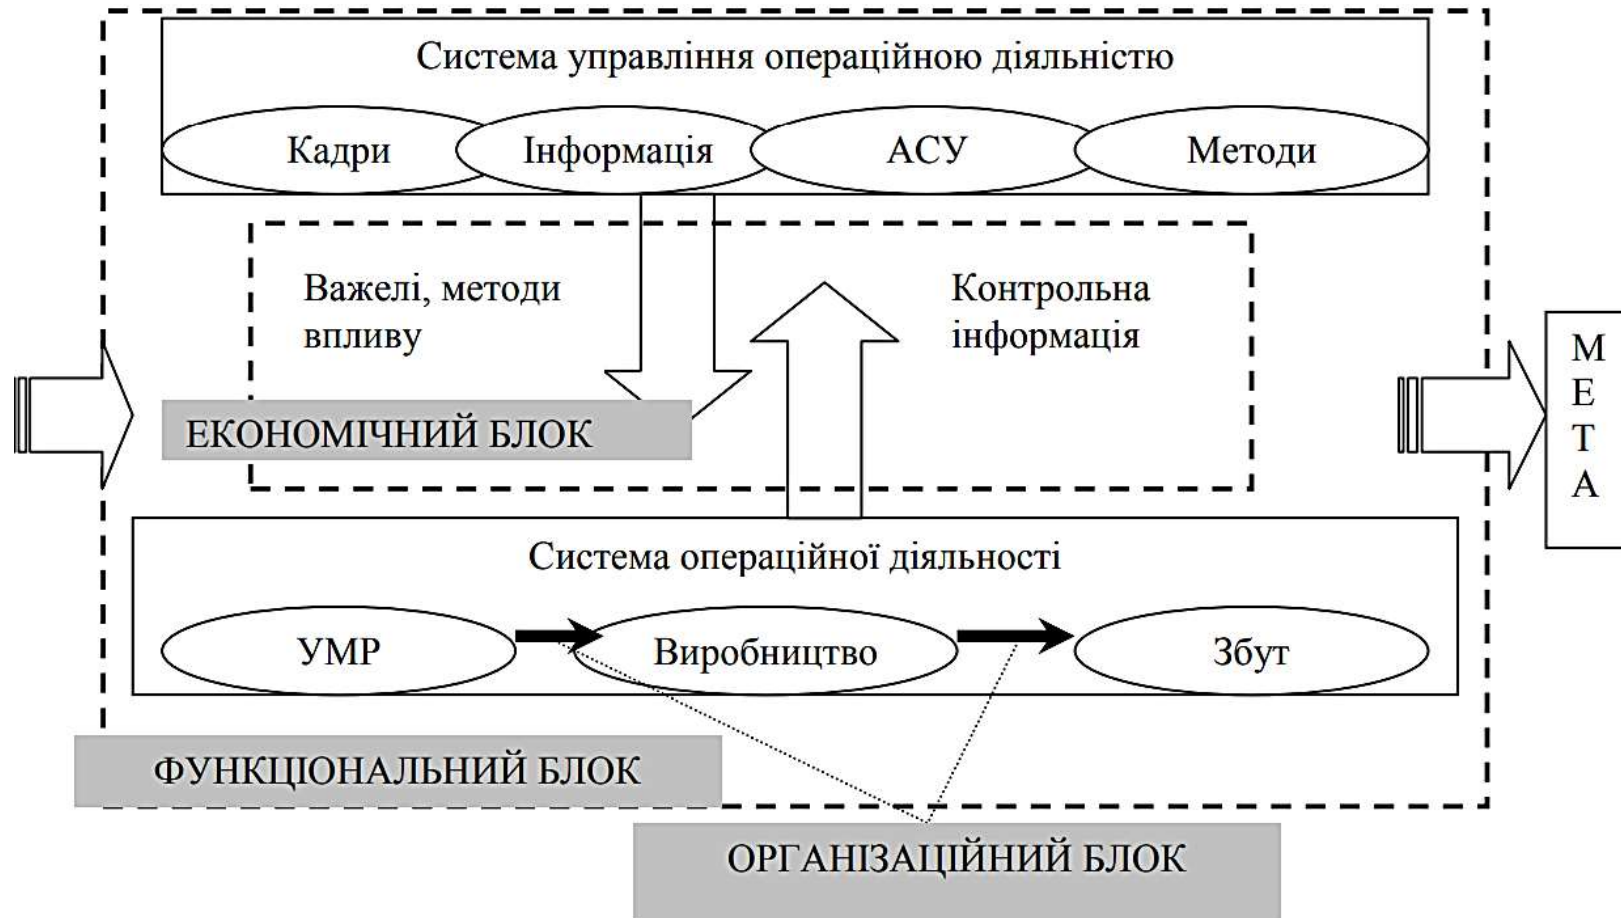 Система управління операційною діяльністю
Кадри
Інформація
АСУ
Методи
Важелі, методи
впливу
Контрольна
інформація
ЕКОНОМІЧНИЙ БЛОК
М
Е
Т
А
Система операційної діяльності
УМР
Виробництво
Збут
ФУНКЦІОНАЛЬНИЙ БЛОК
ОРГАНІЗАЦІЙНИЙ БЛОК